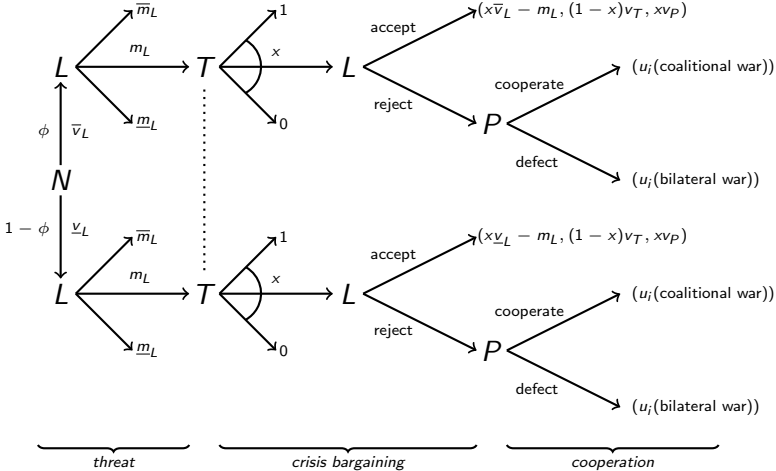 m̅_L 1 (xv̅_L − m_L, (1 − x)v_T, xv_P)
accept
L m_L T x L cooperate (u_i(coalitional war))
reject
ϕ v̅_L m̲_L 0 P
defect
N (u_i(bilateral war))
1 − ϕ v̲_L m̅_L 1 (xv̲_L − m_L, (1 − x)v_T, xv_P)
accept
L m_L T x L cooperate (u_i(coalitional war))
reject
m̲_L 0 P
defect
(u_i(bilateral war))
threat crisis bargaining cooperation